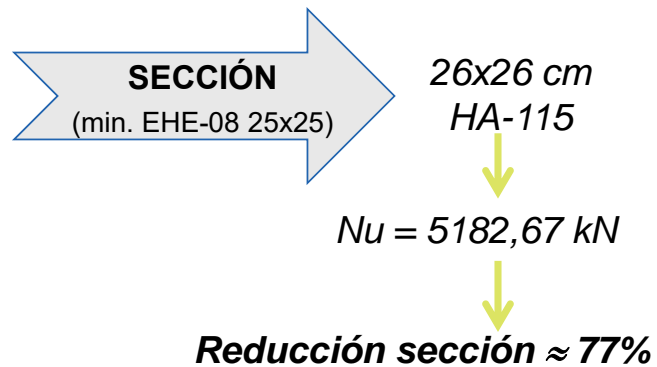 SECCIÓN
(min. EHE-08 25x25)
26x26 cm
HA-115
Nu = 5182,67 kN
Reducción sección ≈ 77%